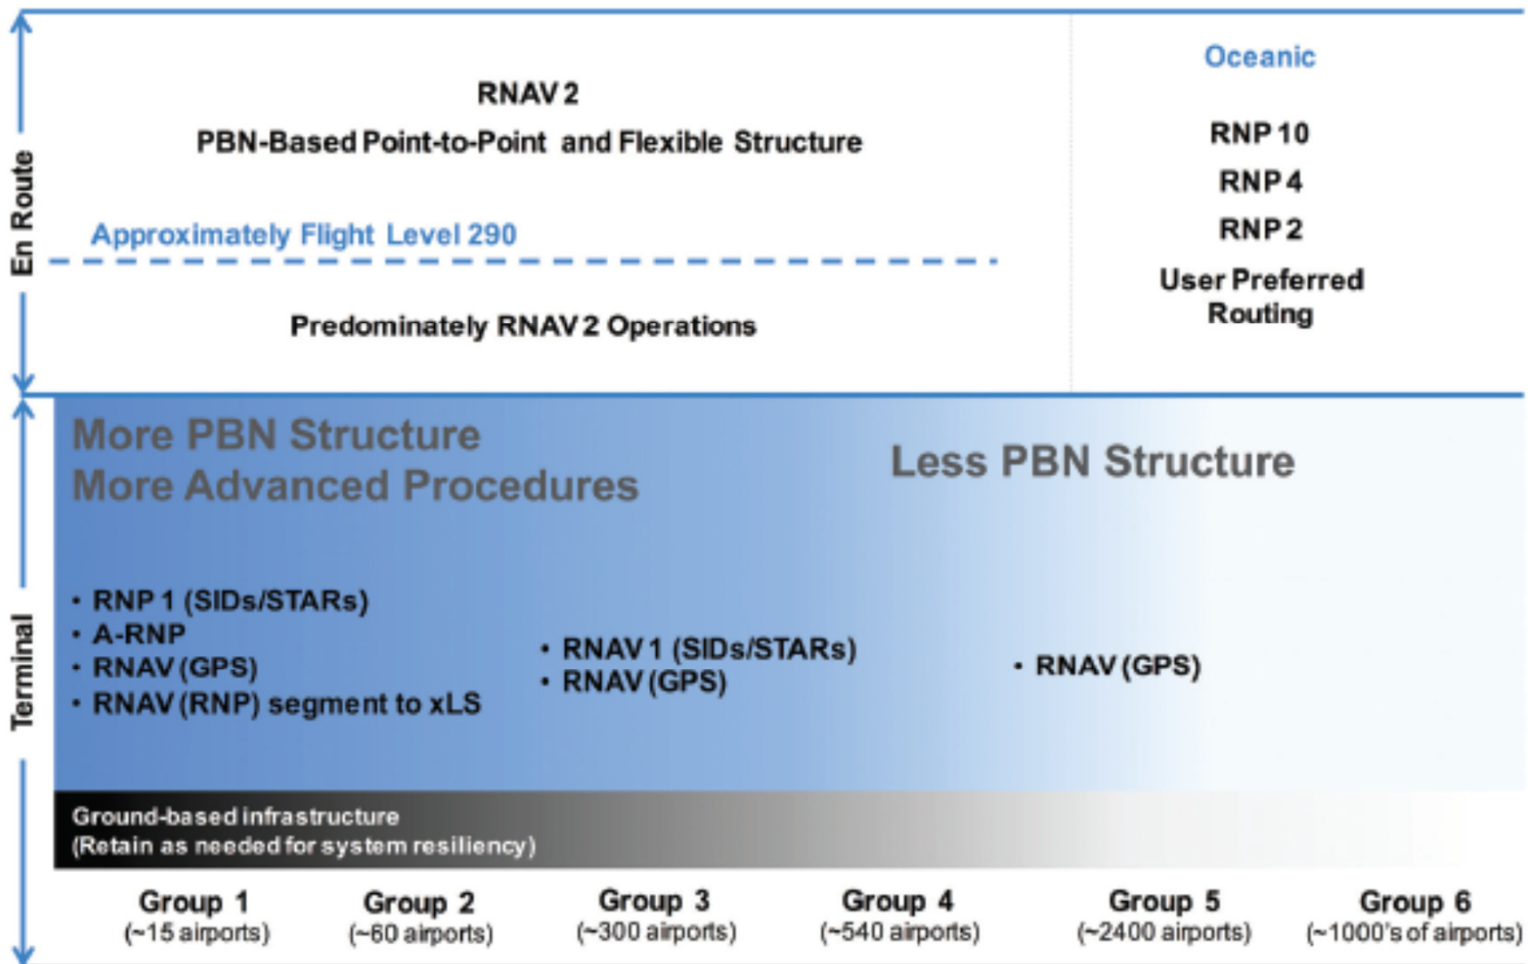 En Route
RNAV 2
PBN-Based Point-to-Point and Flexible Structure
Approximately Flight Level 290
Predominately RNAV 2 Operations
Oceanic
RNP 10
RNP 4
RNP 2
User Preferred
Routing
Terminal
More PBN Structure
More Advanced Procedures
Less PBN Structure
• RNP 1 (SIDs/STARs)
• A-RNP
• RNAV (GPS)
• RNAV (RNP) segment to xLS
• RNAV 1 (SIDs/STARs)
• RNAV (GPS)
• RNAV (GPS)
Ground-based infrastructure
(Retain as needed for system resiliency)
Group 1
(~15 airports)
Group 2
(~60 airports)
Group 3
(~300 airports)
Group 4
(~540 airports)
Group 5
(~2400 airports)
Group 6
(~1000's of airports)